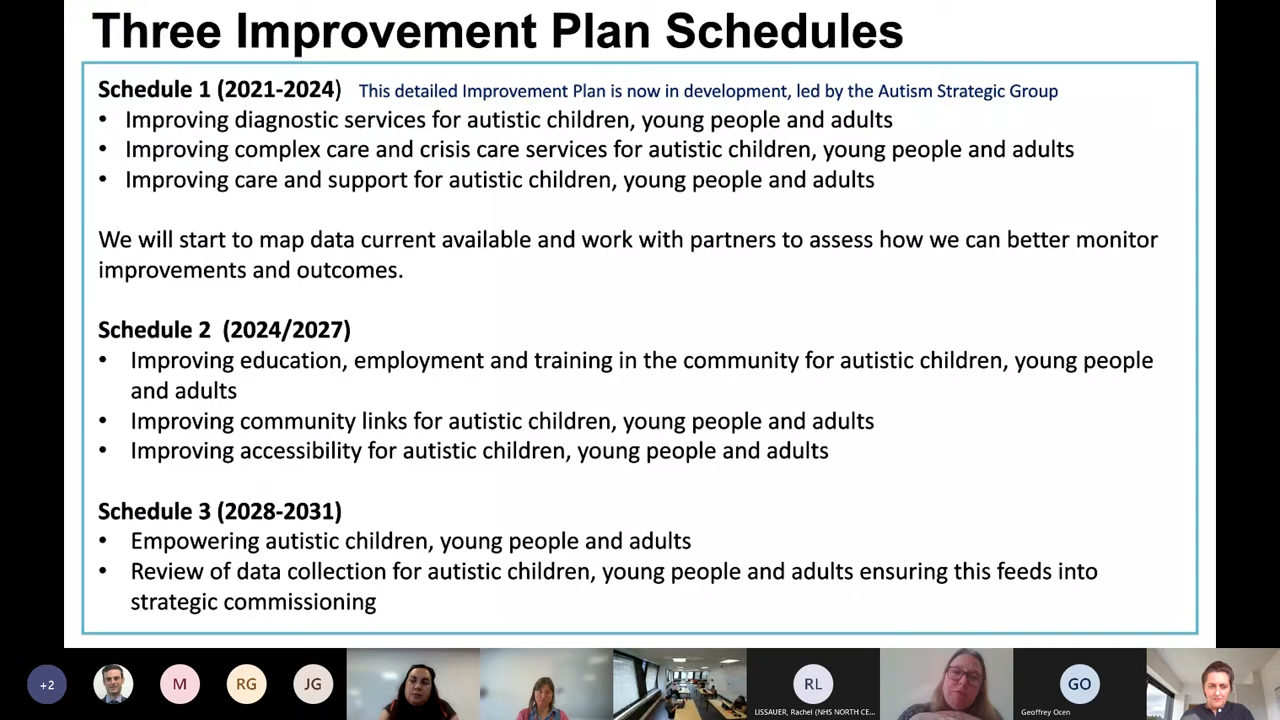 Three Improvement Plan Schedules
Schedule 1 (2021-2024) This detailed Improvement Plan is now in development, led by the Autism Strategic Group
• Improving diagnostic services for autistic children, young people and adults
• Improving complex care and crisis care services for autistic children, young people and adults
• Improving care and support for autistic children, young people and adults
We will start to map data current available and work with partners to assess how we can better monitor
improvements and outcomes.
Schedule 2 (2024/2027)
• Improving education, employment and training in the community for autistic children, young people
and adults
• Improving community links for autistic children, young people and adults
• Improving accessibility for autistic children, young people and adults
Schedule 3 (2028-2031)
• Empowering autistic children, young people and adults
• Review of data collection for autistic children, young people and adults ensuring this feeds into
strategic commissioning
+2
M
RG
JG
RL
LISSAUER, Rachel (NHS NORTH CE...
GO
Geoffrey Ocen